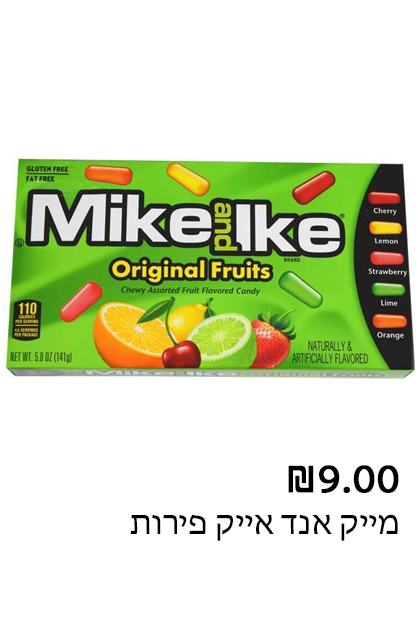 GLUTEN FREE
FAT FREE
Mike and Ike®
BRAND
Original Fruits
Chewy Assorted Fruit Flavored Candy
Cherry
Lemon
Strawberry
Lime
Orange
110
CALORIES
PER SERVING
NATURALLY &
ARTIFICIALLY FLAVORED
NET WT. 5.0 OZ (141g)
Mike and Ike Original Fruits
₪9.00
מייק אנד אייק פירות